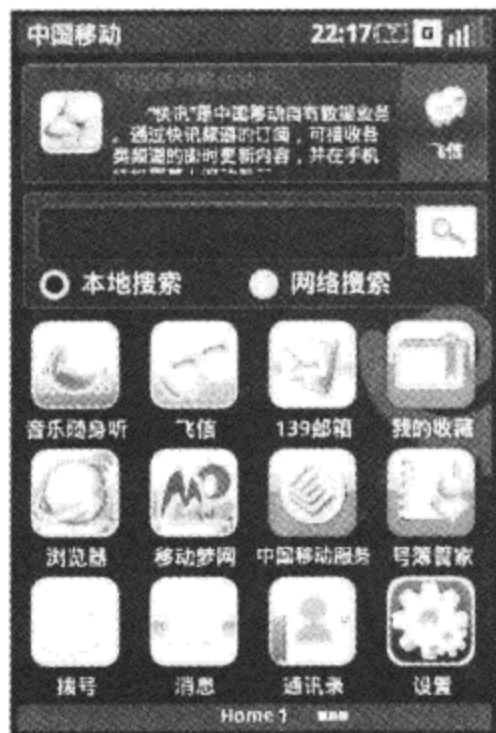 中国移动 22:17
"快讯"是中国移动自有数据业务
。通过快讯频道的订阅，可接收各
类频道的即时更新内容，并在手机
飞信
本地搜索 网络搜索
音乐随身听 飞信 139邮箱 我的收藏
浏览器 移动梦网 中国移动服务 号簿管家
拨号 消息 通讯录 设置
Home 1